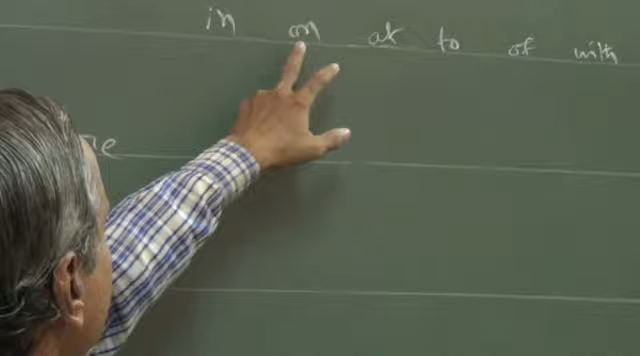 in on at to of with